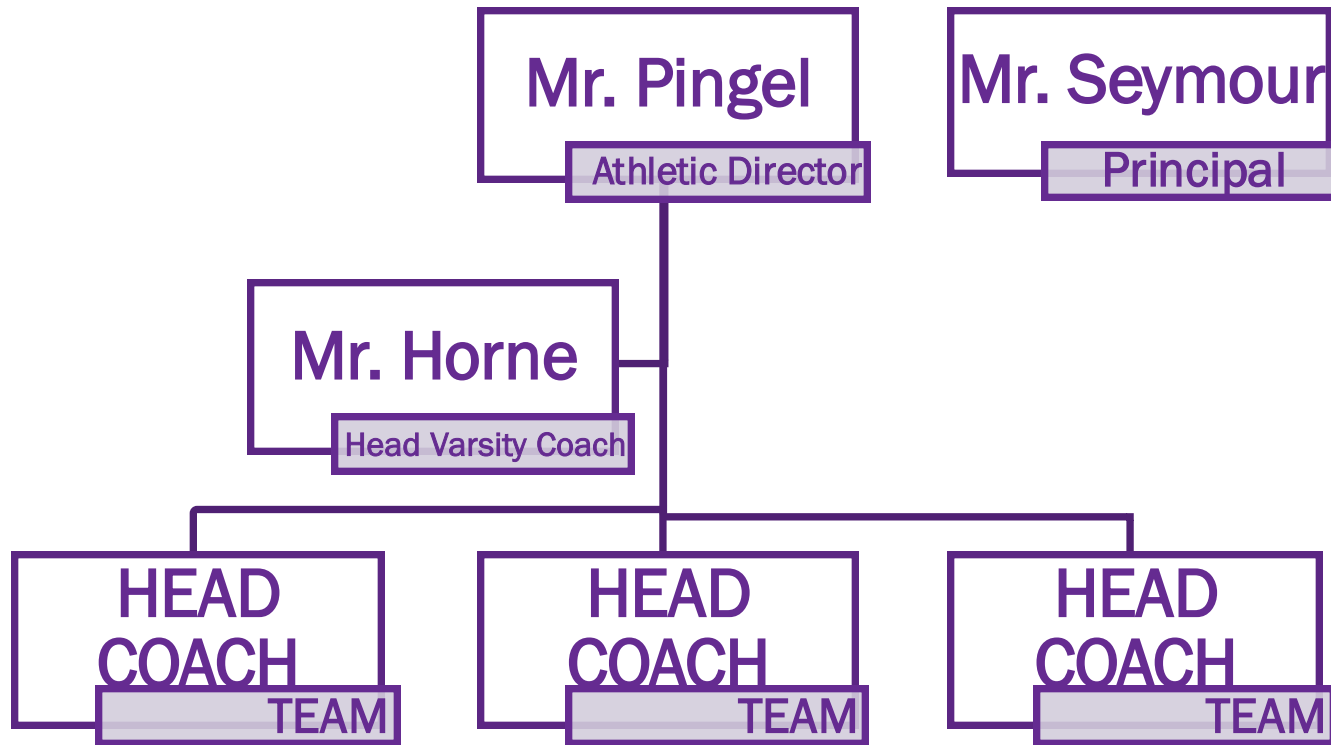 Mr. Pingel
Athletic Director
Mr. Seymour
Principal
Mr. Horne
Head Varsity Coach
HEAD
COACH
TEAM
HEAD
COACH
TEAM
HEAD
COACH
TEAM